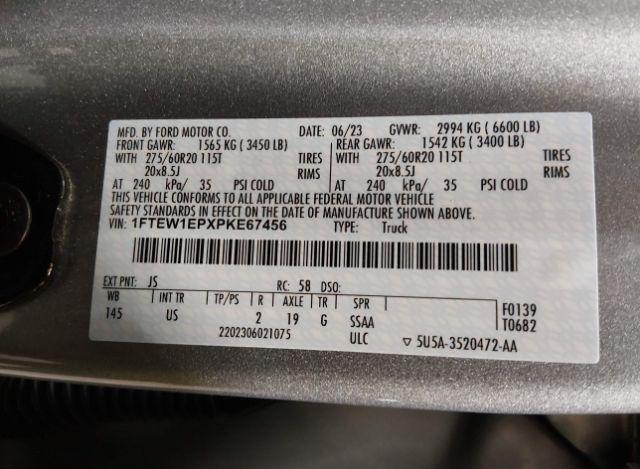 MFD. BY FORD MOTOR CO. DATE: 06/23 GVWR: 2994 KG ( 6600 LB)
FRONT GAWR: 1565 KG ( 3450 LB) REAR GAWR: 1542 KG ( 3400 LB)
WITH 275/60R20 115T TIRES WITH 275/60R20 115T TIRES
20x8.5J RIMS 20x8.5J RIMS
AT 240 kPa/ 35 PSI COLD AT 240 kPa/ 35 PSI COLD
THIS VEHICLE CONFORMS TO ALL APPLICABLE FEDERAL MOTOR VEHICLE
SAFETY STANDARDS IN EFFECT ON THE DATE OF MANUFACTURE SHOWN ABOVE.
VIN: 1FTEW1EPXPKE67456 TYPE: Truck
EXT PNT: JS RC: 58 DSO:
WB INT TR TP/PS R AXLE TR SPR F0139
145 US 2 19 G SSAA T0682
2202306021075 ULC ▽ 5U5A-3520472-AA